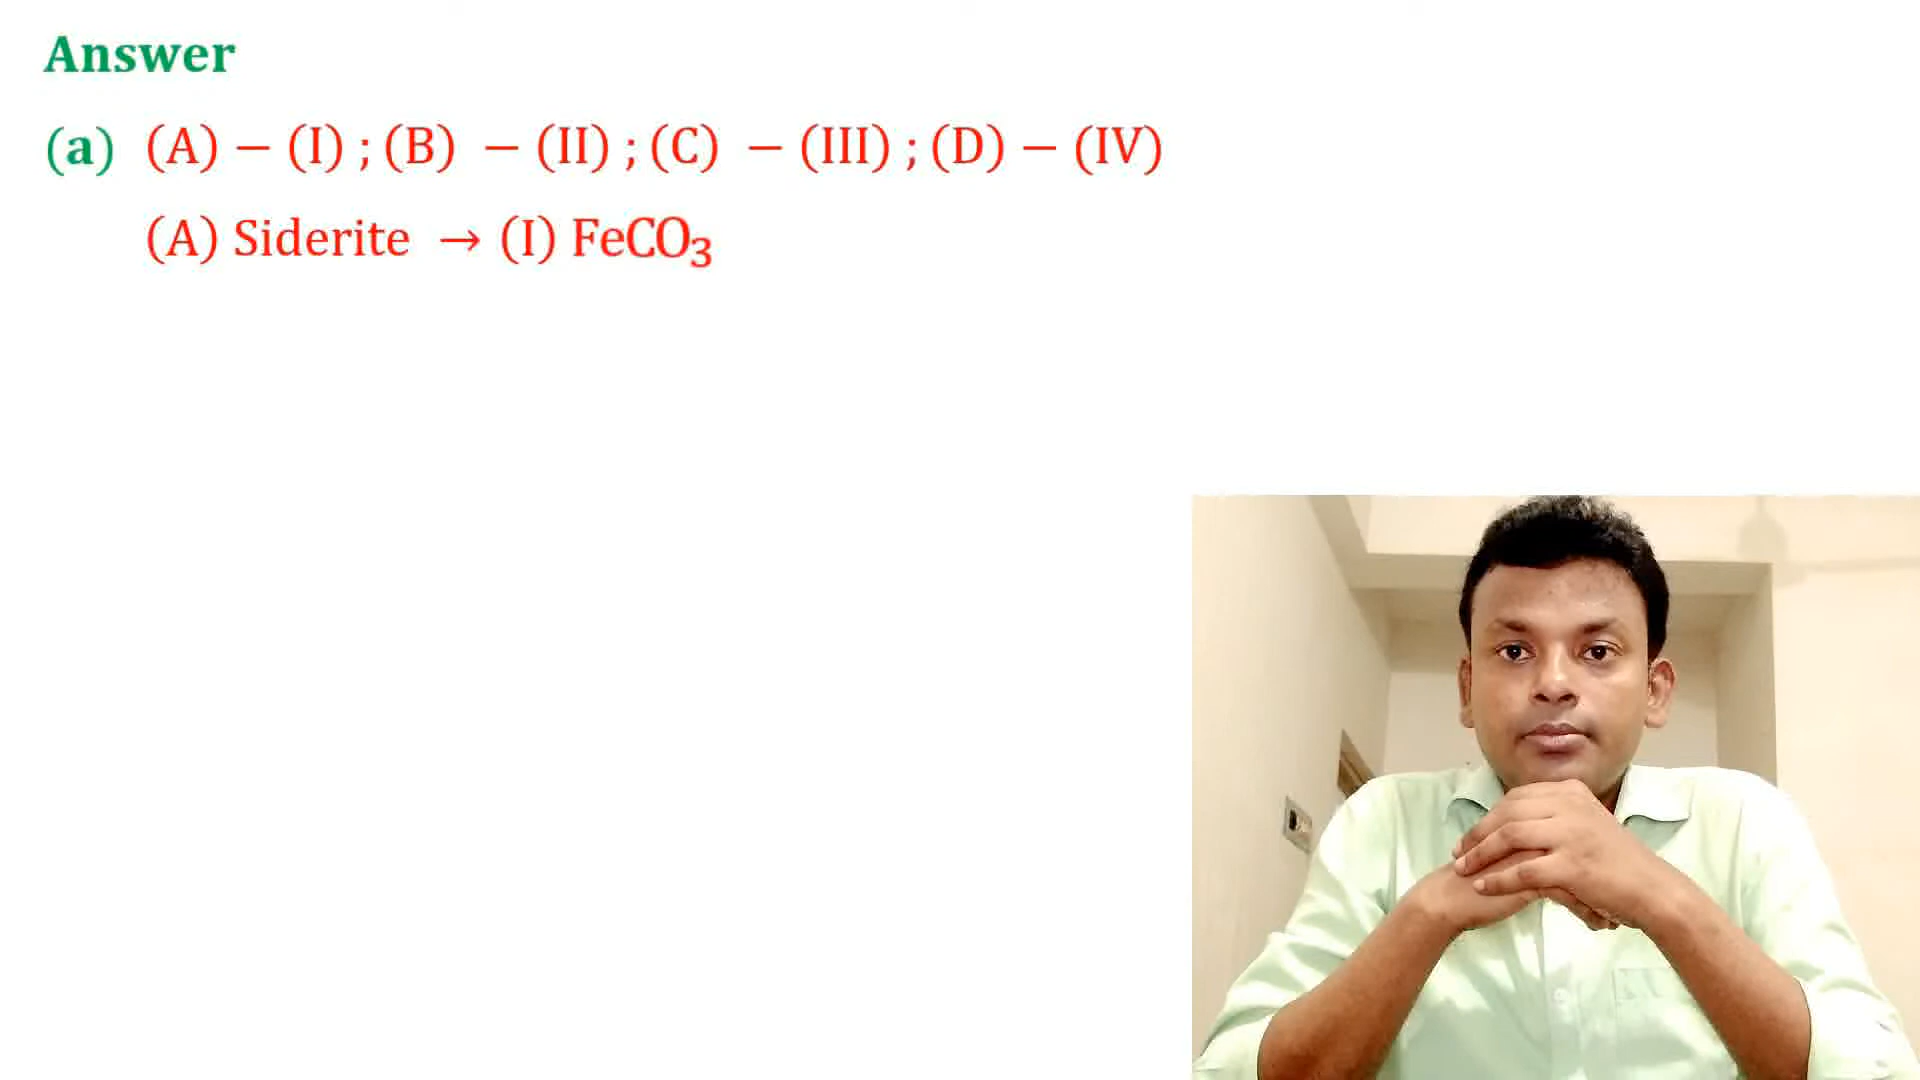 Answer
(a) (A) − (I) ; (B) − (II) ; (C) − (III) ; (D) − (IV)
(A) Siderite → (I) FeCO₃